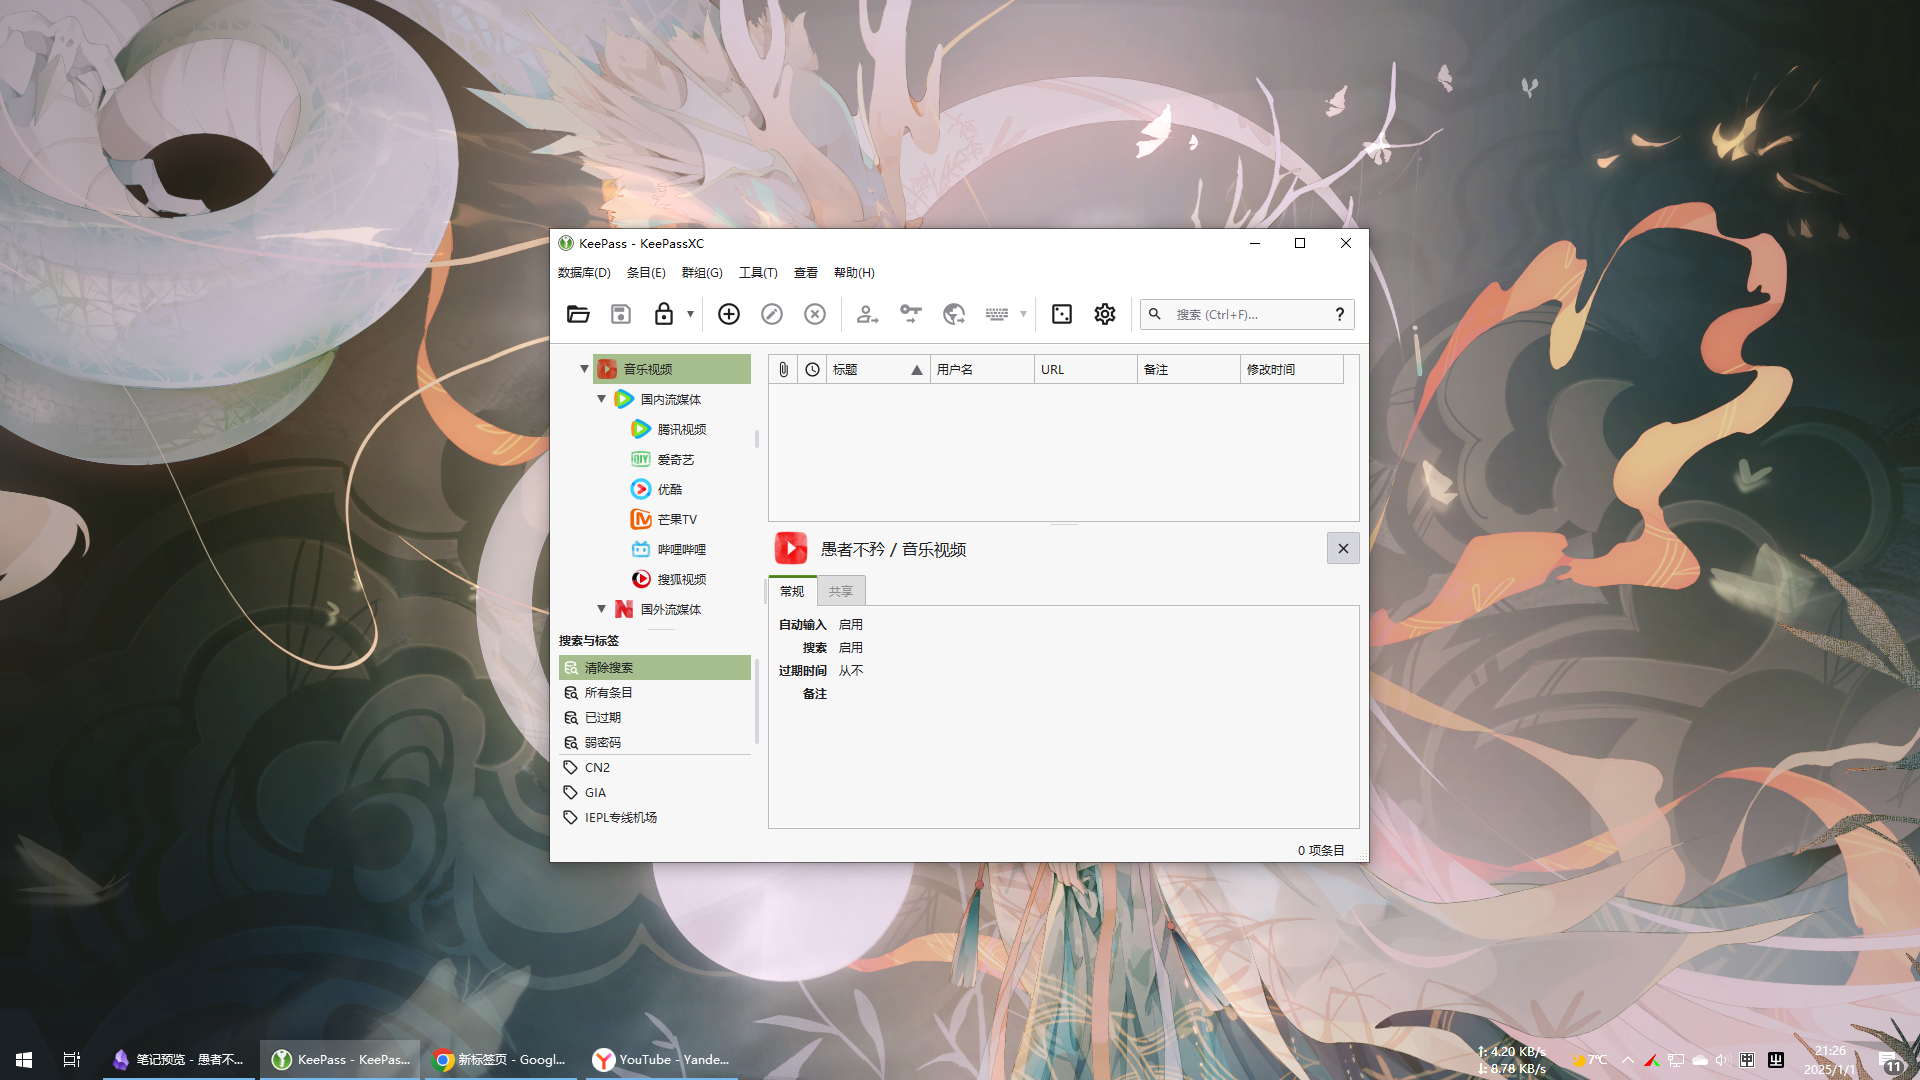 KeePass - KeePassXC
数据库(D) 条目(E) 群组(G) 工具(T) 查看 帮助(H)
搜索 (Ctrl+F)... ?
音乐视频
国内流媒体
腾讯视频
爱奇艺
优酷
芒果TV
哔哩哔哩
搜狐视频
国外流媒体
搜索与标签
清除搜索
所有条目
已过期
弱密码
CN2
GIA
IEPL专线机场
标题 用户名 URL 备注 修改时间
愚者不矜 / 音乐视频
常规 共享
自动输入 启用
搜索 启用
过期时间 从不
备注
0 项条目
笔记预览 - 愚者不...
KeePass - KeePas...
新标签页 - Googl...
YouTube - Yande...
↑: 4.20 KB/s
↓: 8.78 KB/s
7°C
21:26
2025/1/1
11